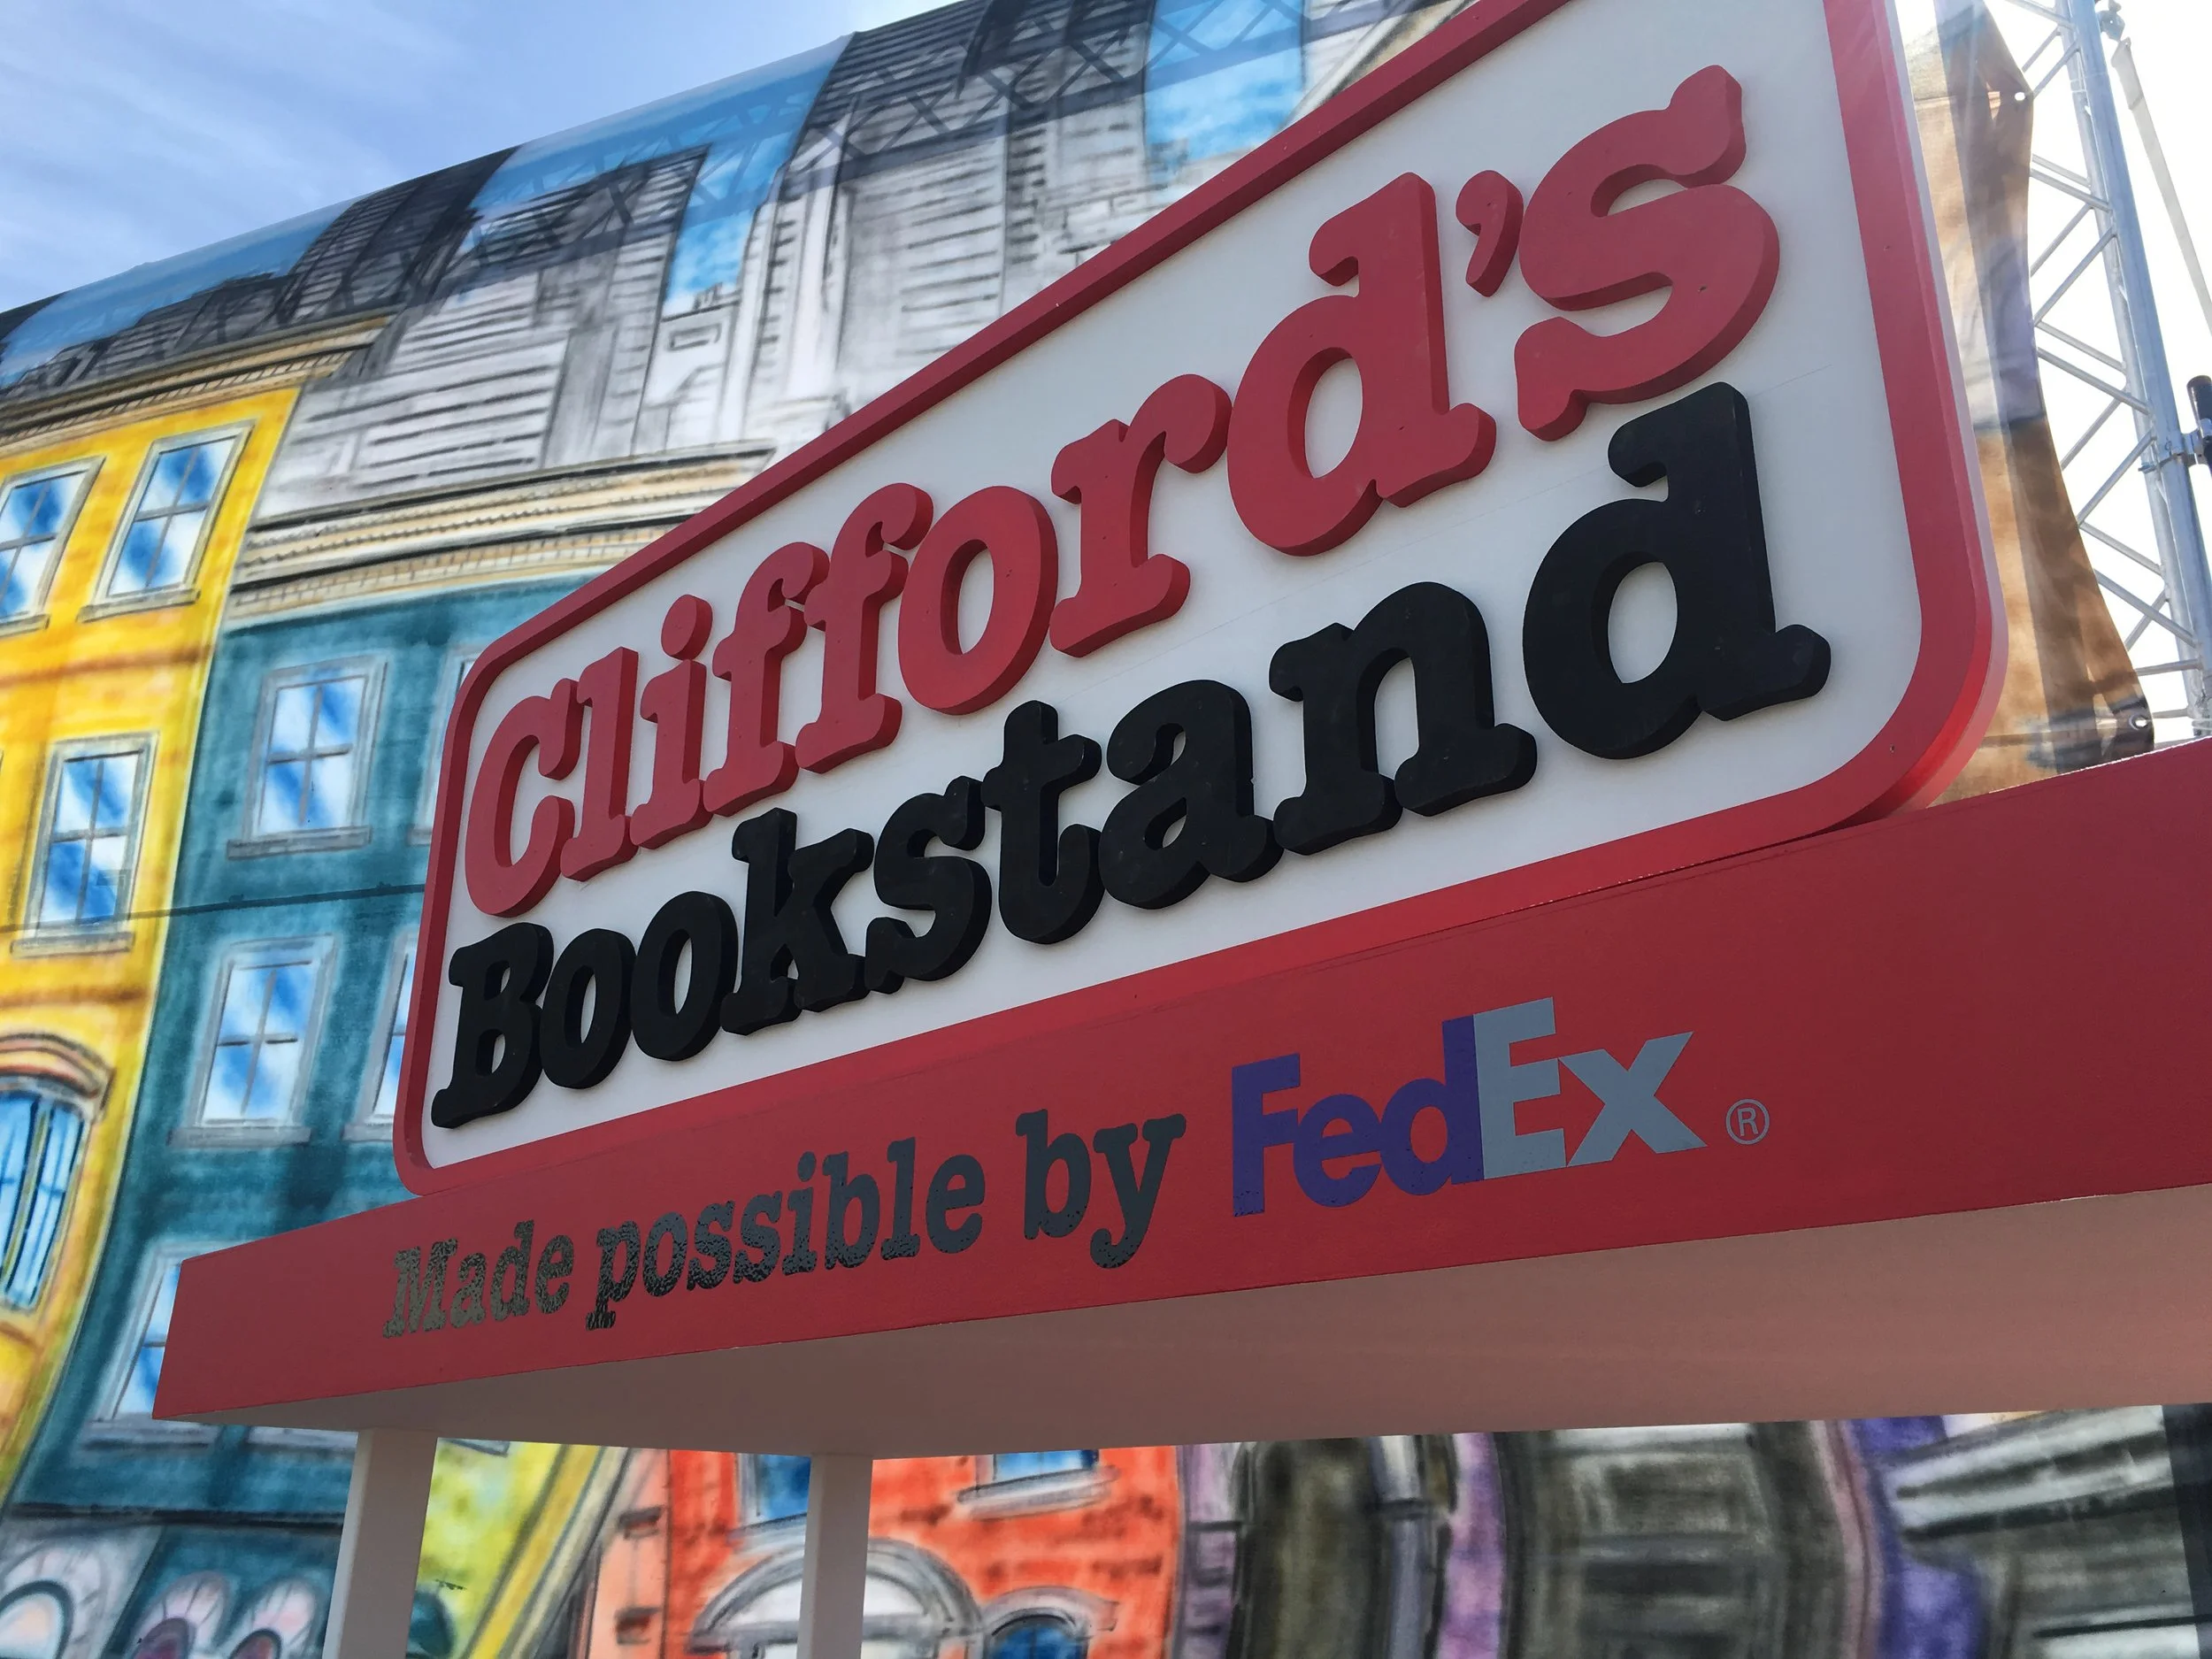 Clifford's
Bookstand
Made possible by FedEx ®